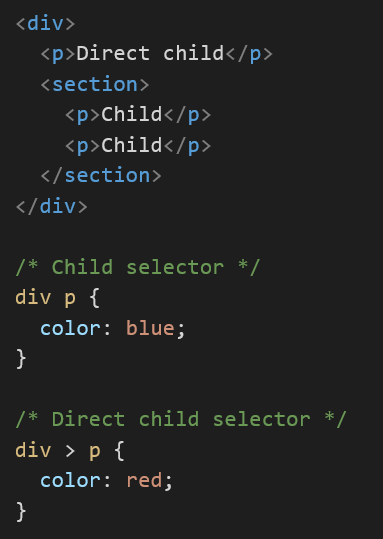 <div>
  <p>Direct child</p>
  <section>
    <p>Child</p>
    <p>Child</p>
  </section>
</div>

/* Child selector */
div p {
  color: blue;
}

/* Direct child selector */
div > p {
  color: red;
}